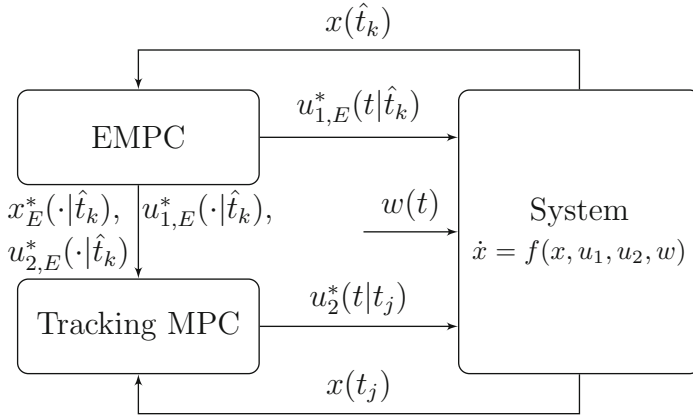 x(t̂_k)
EMPC
u*_{1,E}(t|t̂_k)
x*_E(·|t̂_k), u*_{1,E}(·|t̂_k),
u*_{2,E}(·|t̂_k)
w(t)
System
ẋ = f(x, u_1, u_2, w)
Tracking MPC
u*_2(t|t_j)
x(t_j)